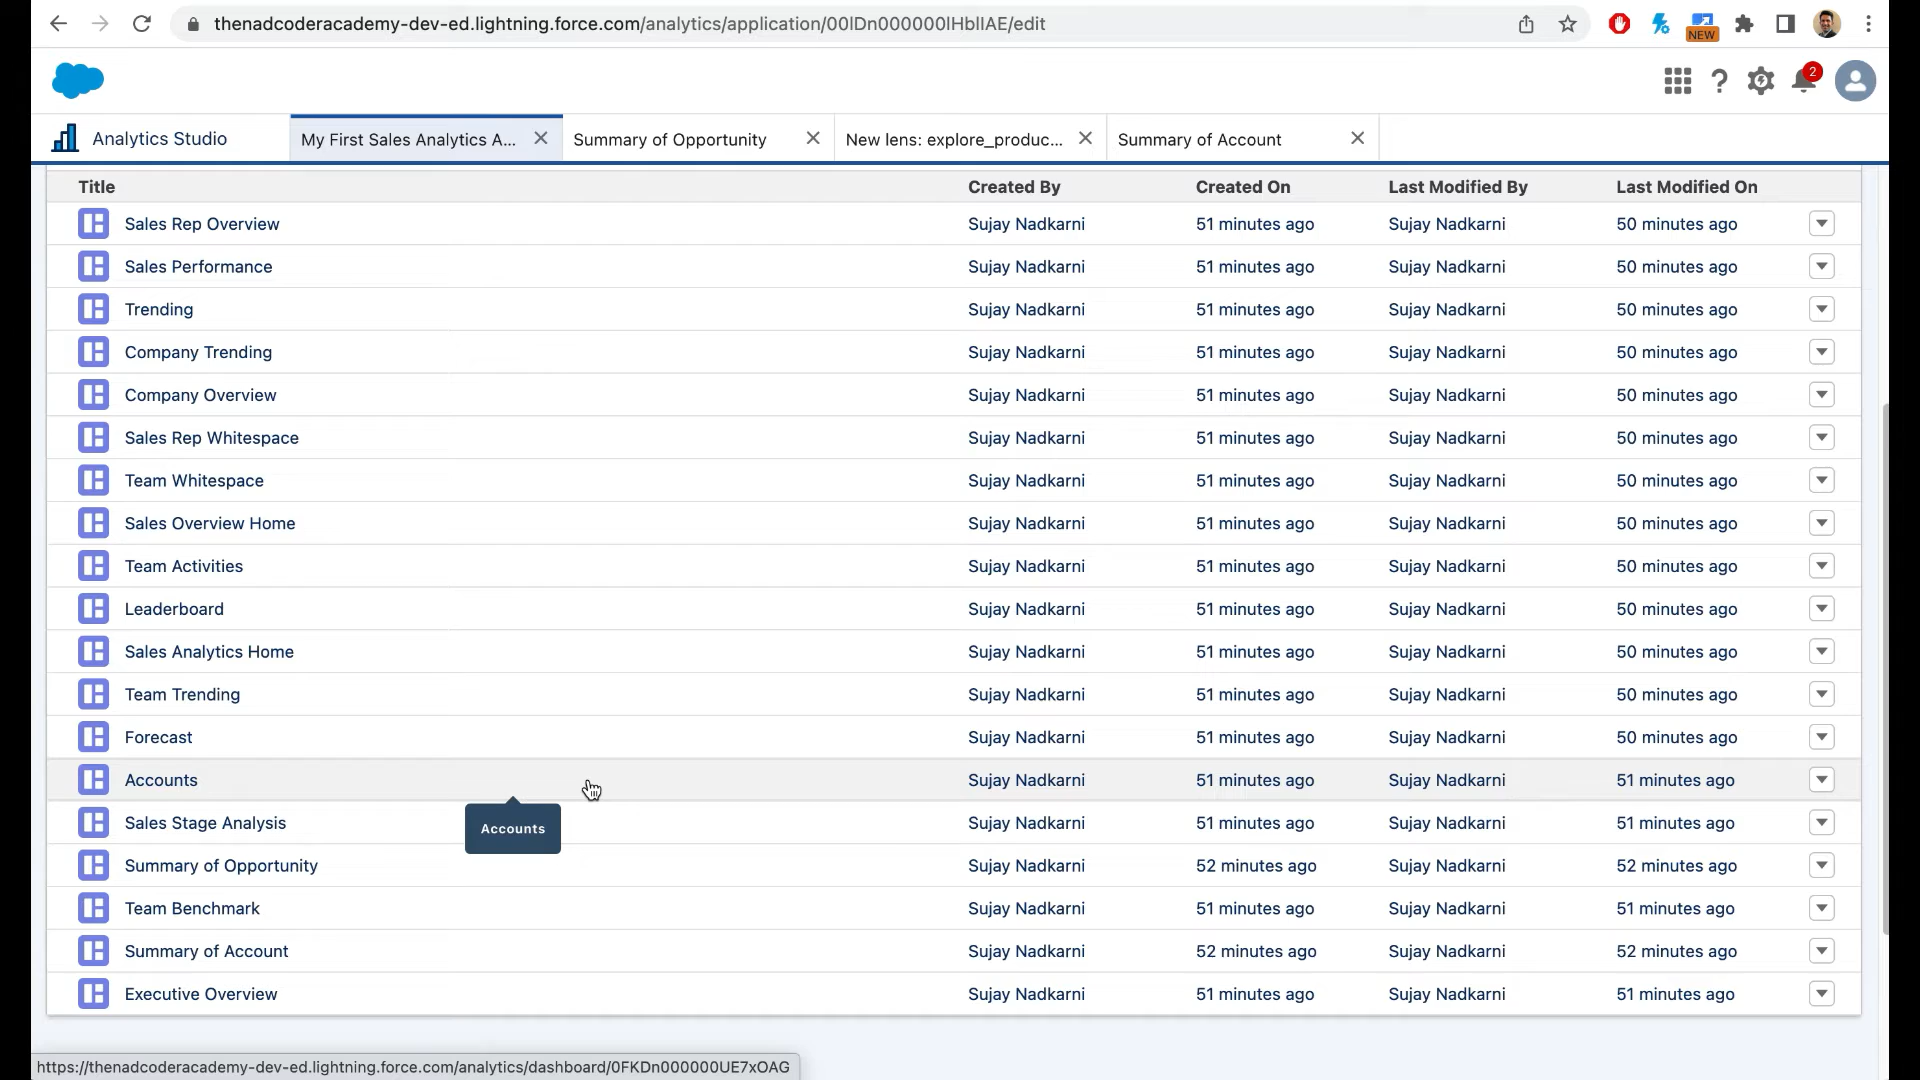 thenadcoderacademy-dev-ed.lightning.force.com/analytics/application/00lDn000000lHblIAE/edit
NEW
2
Analytics Studio
My First Sales Analytics A...
Summary of Opportunity
New lens: explore_produc...
Summary of Account
Title Created By Created On Last Modified By Last Modified On
Sales Rep Overview Sujay Nadkarni 51 minutes ago Sujay Nadkarni 50 minutes ago
Sales Performance Sujay Nadkarni 51 minutes ago Sujay Nadkarni 50 minutes ago
Trending Sujay Nadkarni 51 minutes ago Sujay Nadkarni 50 minutes ago
Company Trending Sujay Nadkarni 51 minutes ago Sujay Nadkarni 50 minutes ago
Company Overview Sujay Nadkarni 51 minutes ago Sujay Nadkarni 50 minutes ago
Sales Rep Whitespace Sujay Nadkarni 51 minutes ago Sujay Nadkarni 50 minutes ago
Team Whitespace Sujay Nadkarni 51 minutes ago Sujay Nadkarni 50 minutes ago
Sales Overview Home Sujay Nadkarni 51 minutes ago Sujay Nadkarni 50 minutes ago
Team Activities Sujay Nadkarni 51 minutes ago Sujay Nadkarni 50 minutes ago
Leaderboard Sujay Nadkarni 51 minutes ago Sujay Nadkarni 50 minutes ago
Sales Analytics Home Sujay Nadkarni 51 minutes ago Sujay Nadkarni 50 minutes ago
Team Trending Sujay Nadkarni 51 minutes ago Sujay Nadkarni 50 minutes ago
Forecast Sujay Nadkarni 51 minutes ago Sujay Nadkarni 50 minutes ago
Accounts Sujay Nadkarni 51 minutes ago Sujay Nadkarni 51 minutes ago
Accounts
Sales Stage Analysis Sujay Nadkarni 51 minutes ago Sujay Nadkarni 51 minutes ago
Summary of Opportunity Sujay Nadkarni 52 minutes ago Sujay Nadkarni 52 minutes ago
Team Benchmark Sujay Nadkarni 51 minutes ago Sujay Nadkarni 51 minutes ago
Summary of Account Sujay Nadkarni 52 minutes ago Sujay Nadkarni 52 minutes ago
Executive Overview Sujay Nadkarni 51 minutes ago Sujay Nadkarni 51 minutes ago
https://thenadcoderacademy-dev-ed.lightning.force.com/analytics/dashboard/0FKDn000000UE7xOAG